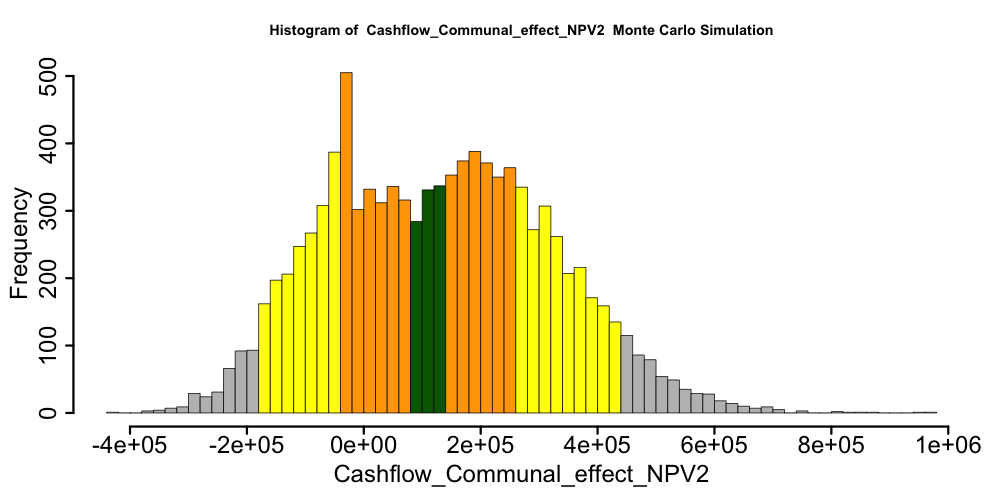 Histogram of Cashflow_Communal_effect_NPV2 Monte Carlo Simulation
500
400
300
200
100
0
Frequency
-4e+05 -2e+05 0e+00 2e+05 4e+05 6e+05 8e+05 1e+06
Cashflow_Communal_effect_NPV2